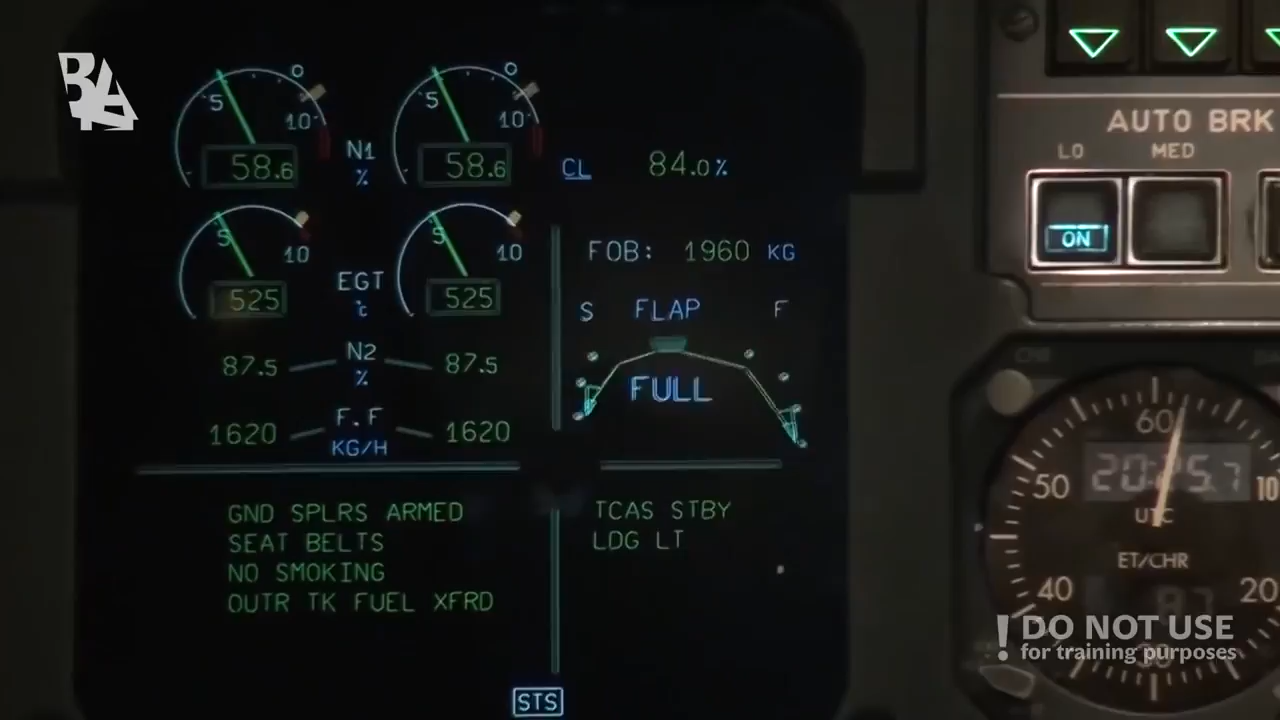 BAA
5 10
58.6
N1
%
5 10
58.6
CL 84.0%
5 10
525
EGT
°c
5 10
525
FOB: 1960 KG
S FLAP F
FULL
87.5
N2
%
87.5
1620
F.F
KG/H
1620
GND SPLRS ARMED
SEAT BELTS
NO SMOKING
OUTR TK FUEL XFRD
TCAS STBY
LDG LT
STS
AUTO BRK
LO MED
ON
60
50 10
UTC
ET/CHR
40 20
30
! DO NOT USE
for training purposes